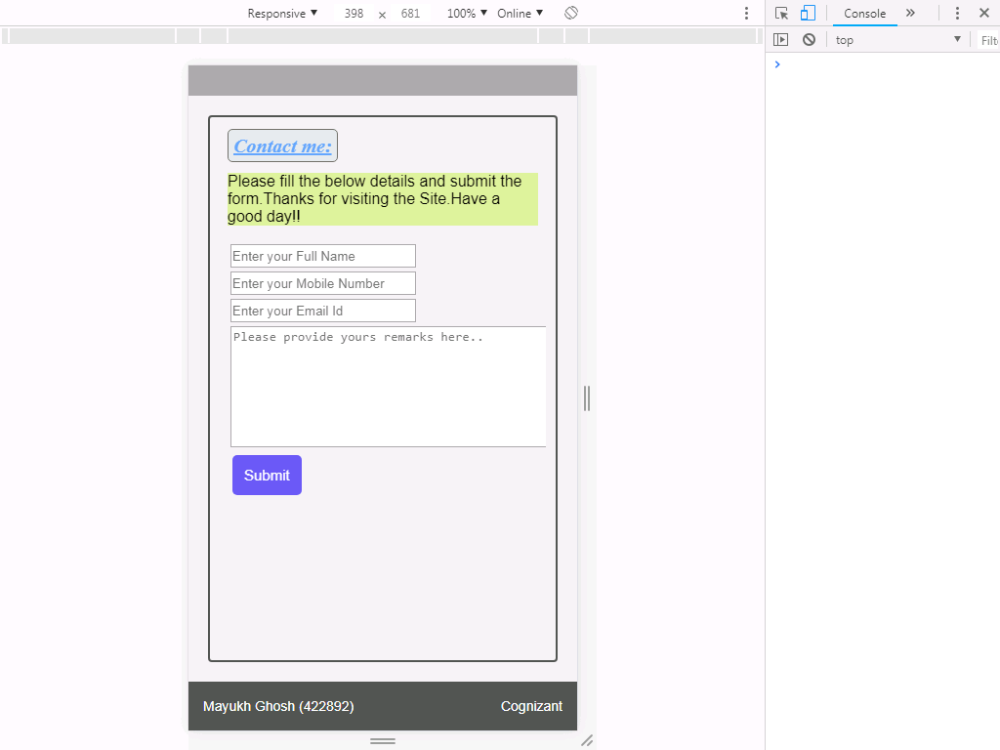 Responsive ▼ 398 × 681 100% ▼ Online ▼
Console »
top ▼ Filt
Contact me:
Please fill the below details and submit the
form.Thanks for visiting the Site.Have a
good day!!
Enter your Full Name
Enter your Mobile Number
Enter your Email Id
Please provide yours remarks here..
Submit
Mayukh Ghosh (422892) Cognizant